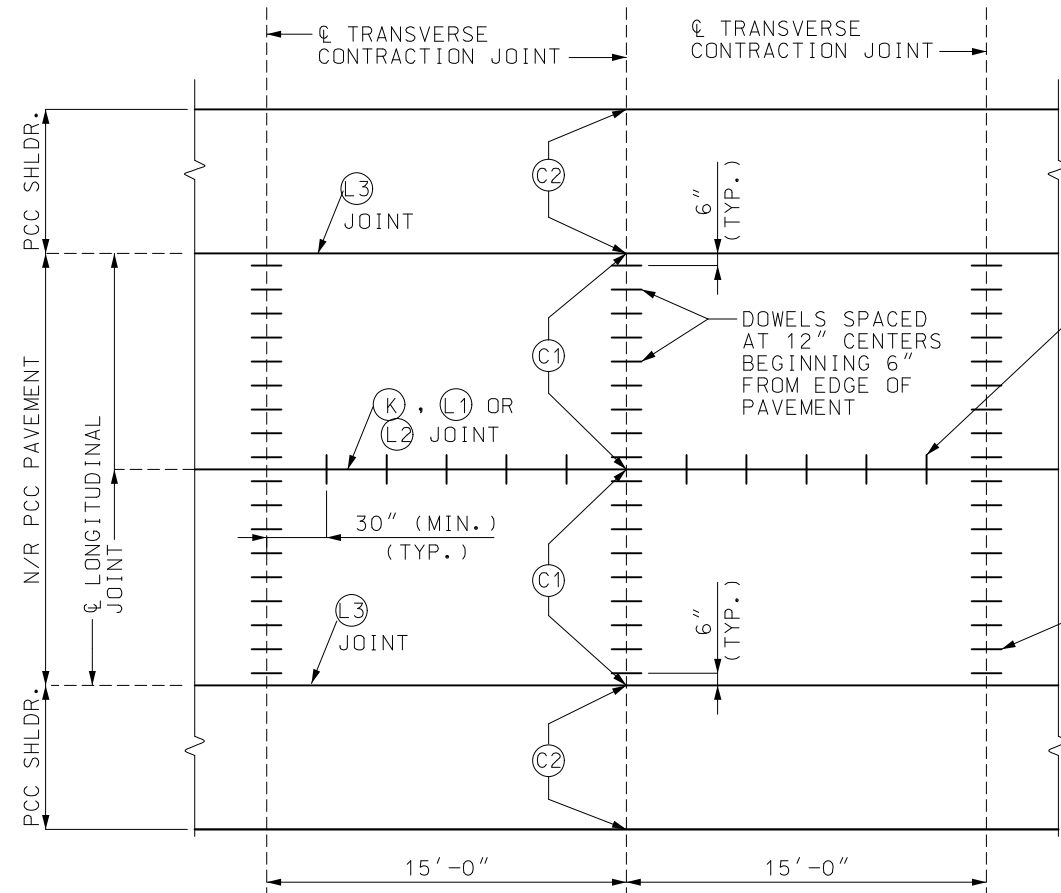 ℄ TRANSVERSE
CONTRACTION JOINT
℄ TRANSVERSE
CONTRACTION JOINT
PCC SHLDR.
C2
L3
JOINT
6"
(TYP.)
DOWELS SPACED
AT 12" CENTERS
BEGINNING 6"
FROM EDGE OF
PAVEMENT
C1
K , L1 OR
L2 JOINT
N/R PCC PAVEMENT
℄ LONGITUDINAL
JOINT
30" (MIN.)
(TYP.)
C1
L3
JOINT
6"
(TYP.)
PCC SHLDR.
C2
15'-0"
15'-0"